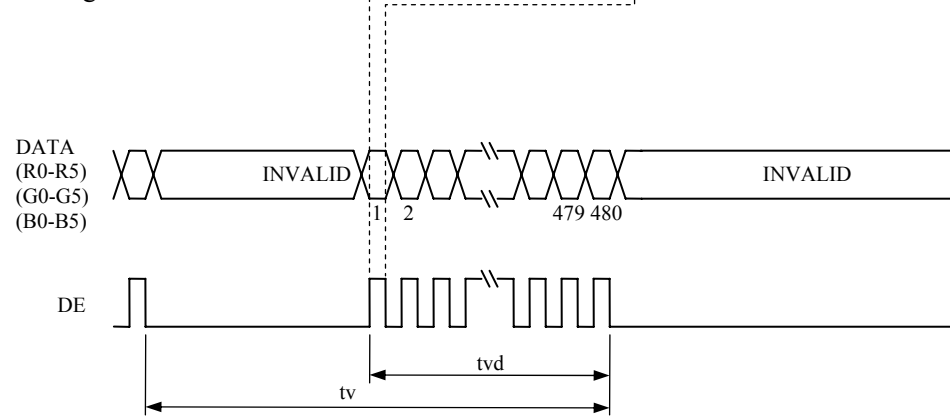 DATA
(R0-R5)
(G0-G5)
(B0-B5)
INVALID
INVALID
1 2 479 480
DE
tvd
tv